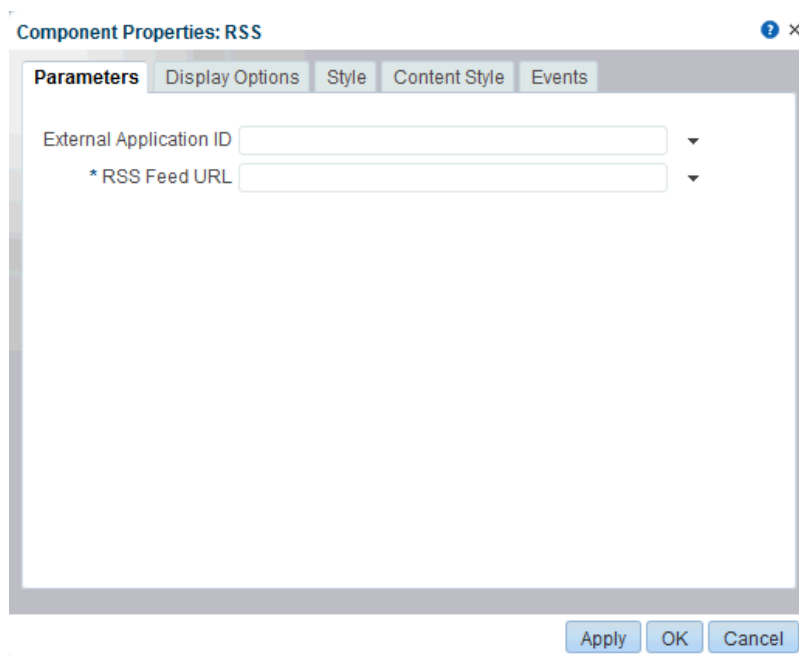 Component Properties: RSS
Parameters Display Options Style Content Style Events
External Application ID
* RSS Feed URL
Apply OK Cancel